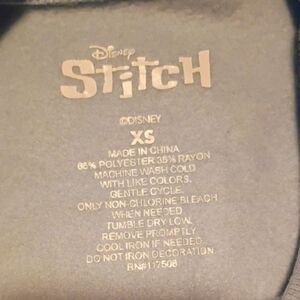 Disney
Stitch
©DISNEY
XS
MADE IN CHINA
65% POLYESTER 35% RAYON
MACHINE WASH COLD
WITH LIKE COLORS,
GENTLE CYCLE.
ONLY NON-CHLORINE BLEACH
WHEN NEEDED.
TUMBLE DRY LOW.
REMOVE PROMPTLY.
COOL IRON IF NEEDED.
DO NOT IRON DECORATION.
RN#117508